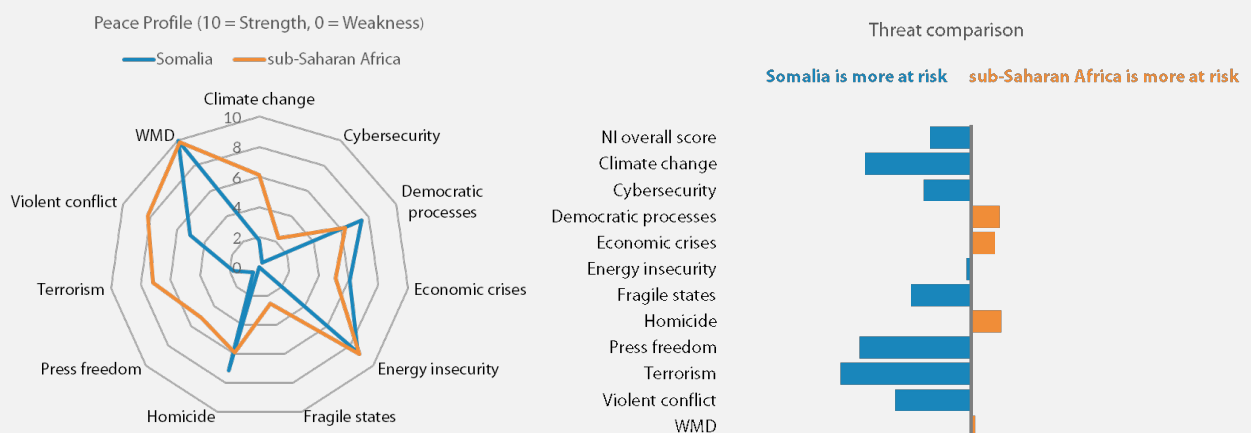 Peace Profile (10 = Strength, 0 = Weakness)
Somalia
sub-Saharan Africa
Climate change
Cybersecurity
Democratic
processes
Economic crises
Energy insecurity
Fragile states
Homicide
Press freedom
Terrorism
Violent conflict
WMD
10
8
6
4
2
0
Threat comparison
Somalia is more at risk
sub-Saharan Africa is more at risk
NI overall score
Climate change
Cybersecurity
Democratic processes
Economic crises
Energy insecurity
Fragile states
Homicide
Press freedom
Terrorism
Violent conflict
WMD